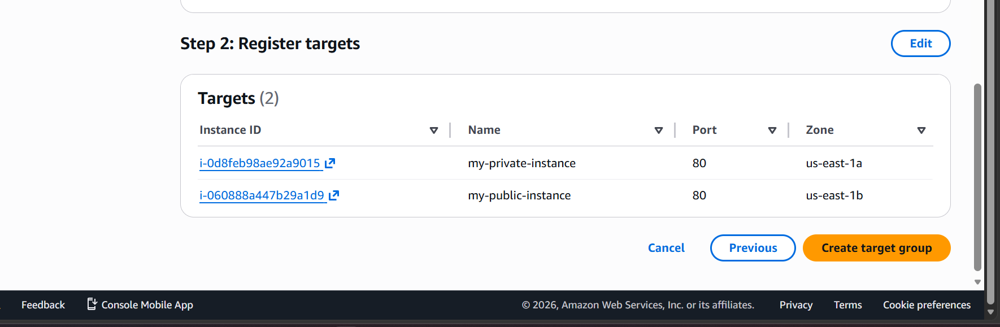 Step 2: Register targets
Edit
Targets (2)
Instance ID Name Port Zone
i-0d8feb98ae92a9015 my-private-instance 80 us-east-1a
i-060888a447b29a1d9 my-public-instance 80 us-east-1b
Cancel Previous Create target group
Feedback Console Mobile App © 2026, Amazon Web Services, Inc. or its affiliates. Privacy Terms Cookie preferences